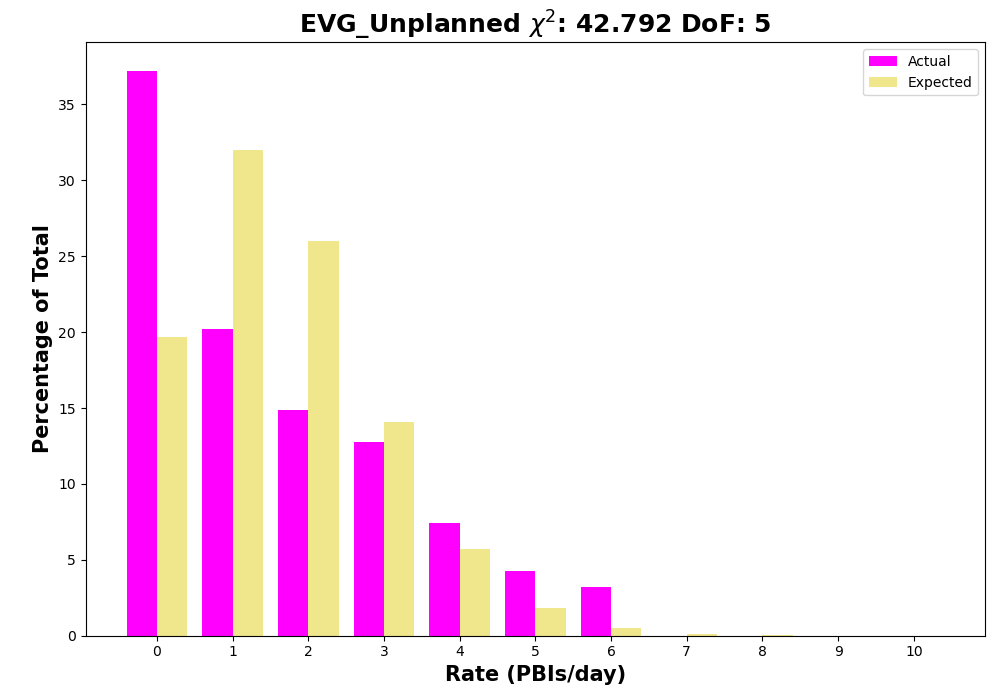 EVG_Unplanned χ²: 42.792 DoF: 5
Actual
Expected
35
30
25
20
15
10
5
0
Percentage of Total
0 1 2 3 4 5 6 7 8 9 10
Rate (PBIs/day)